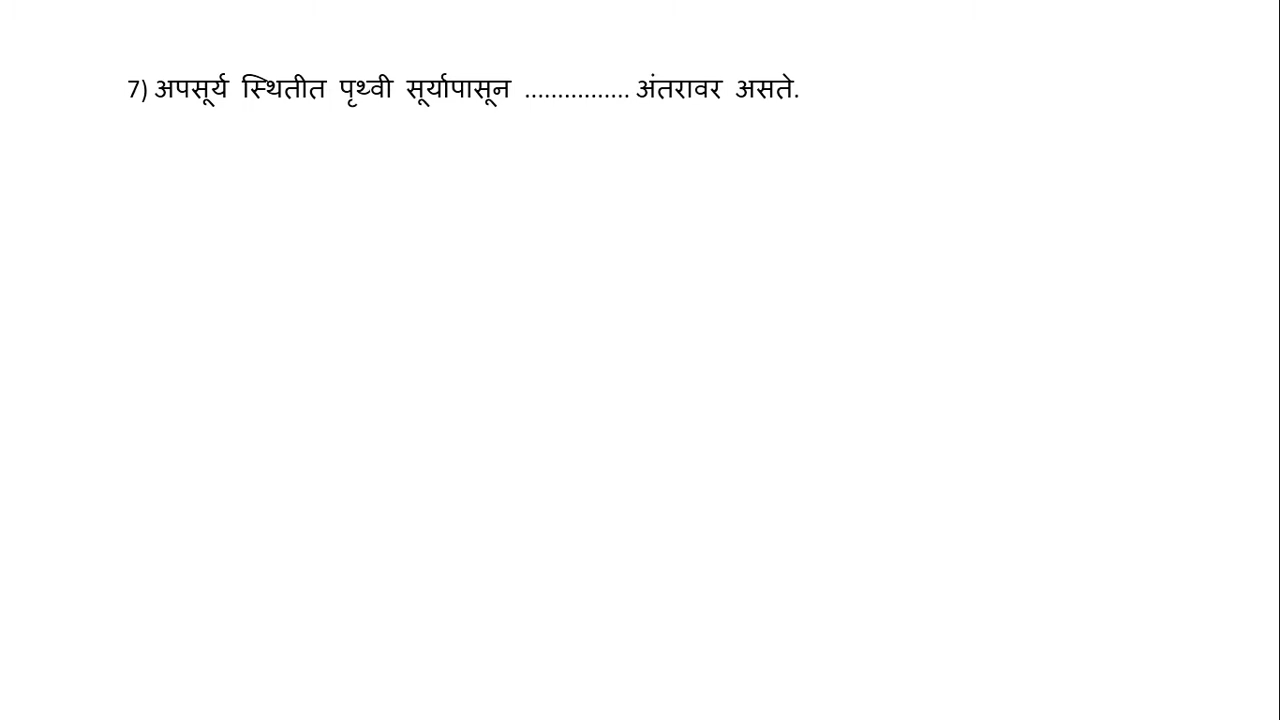 7) अपसूर्य स्थितीत पृथ्वी सूर्यापासून ................ अंतरावर असते.